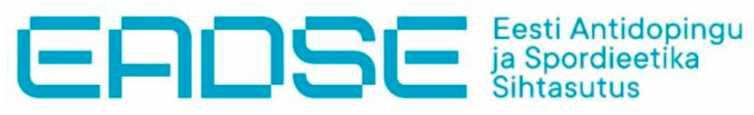 EADSE
Eesti Antidopingu
ja Spordieetika
Sihtasutus